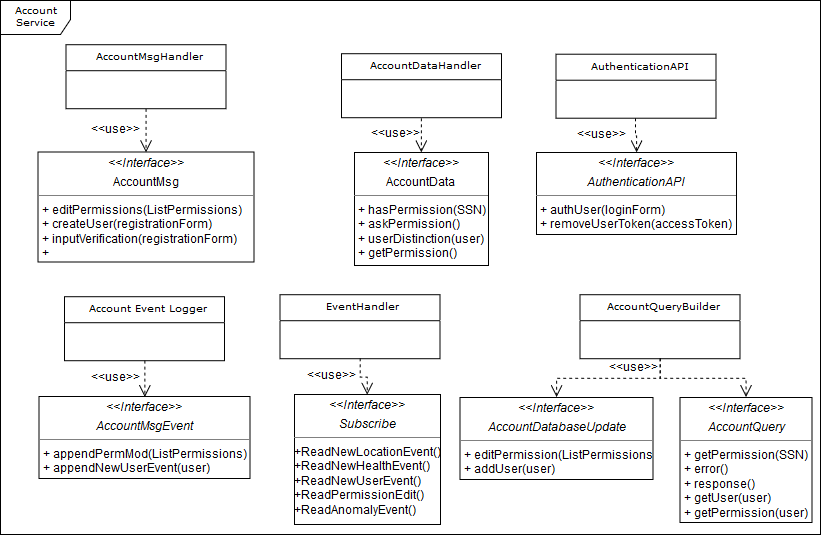 Account
Service
AccountMsgHandler
<<use>>
<<Interface>>
AccountMsg
+ editPermissions(ListPermissions)
+ createUser(registrationForm)
+ inputVerification(registrationForm)
+
AccountDataHandler
<<use>>
<<Interface>>
AccountData
+ hasPermission(SSN)
+ askPermission()
+ userDistinction(user)
+ getPermission()
AuthenticationAPI
<<use>>
<<Interface>>
AuthenticationAPI
+ authUser(loginForm)
+ removeUserToken(accessToken)
Account Event Logger
<<use>>
<<Interface>>
AccountMsgEvent
+ appendPermMod(ListPermissions)
+ appendNewUserEvent(user)
EventHandler
<<use>>
<<Interface>>
Subscribe
+ReadNewLocationEvent()
+ReadNewHealthEvent()
+ReadNewUserEvent()
+ReadPermissionEdit()
+ReadAnomalyEvent()
AccountQueryBuilder
<<use>>
<<Interface>>
AccountDatabaseUpdate
+ editPermission(ListPermissions
+ addUser(user)
<<Interface>>
AccountQuery
+ getPermission(SSN)
+ error()
+ response()
+ getUser(user)
+ getPermission(user)